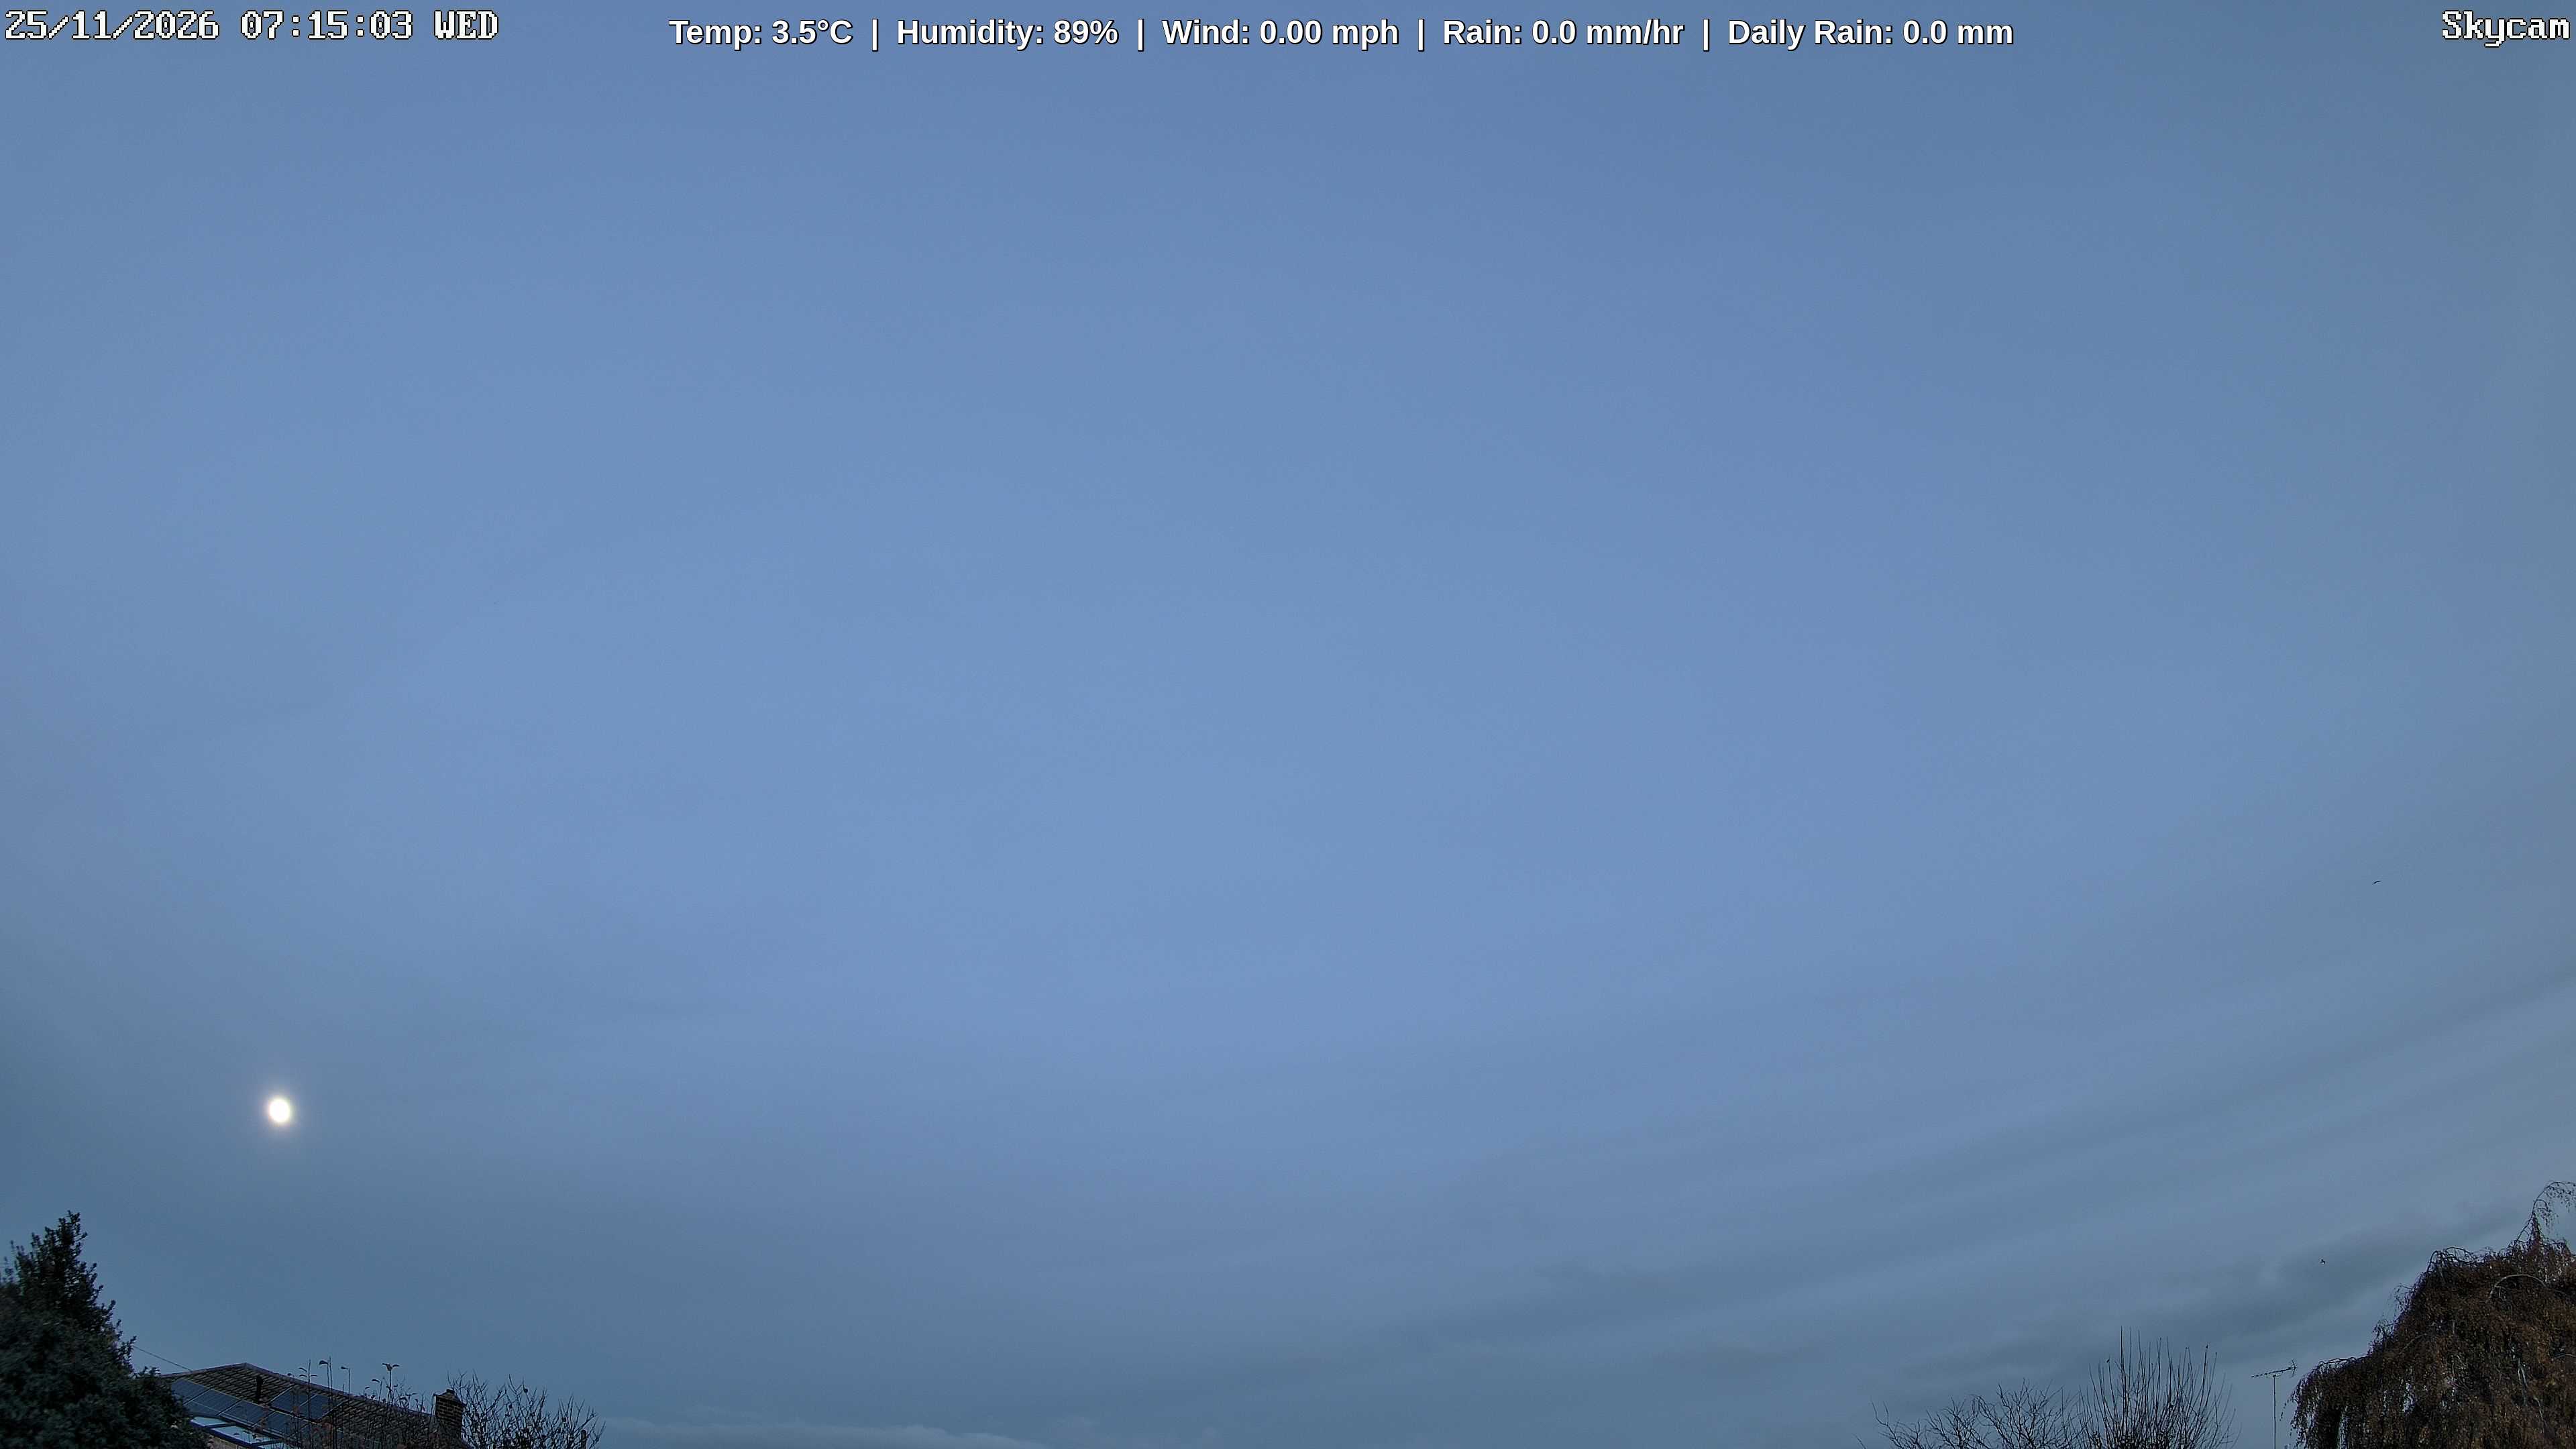 25/11/2026 07:15:03 WED
Temp: 3.5°C | Humidity: 89% | Wind: 0.00 mph | Rain: 0.0 mm/hr | Daily Rain: 0.0 mm
Skycam